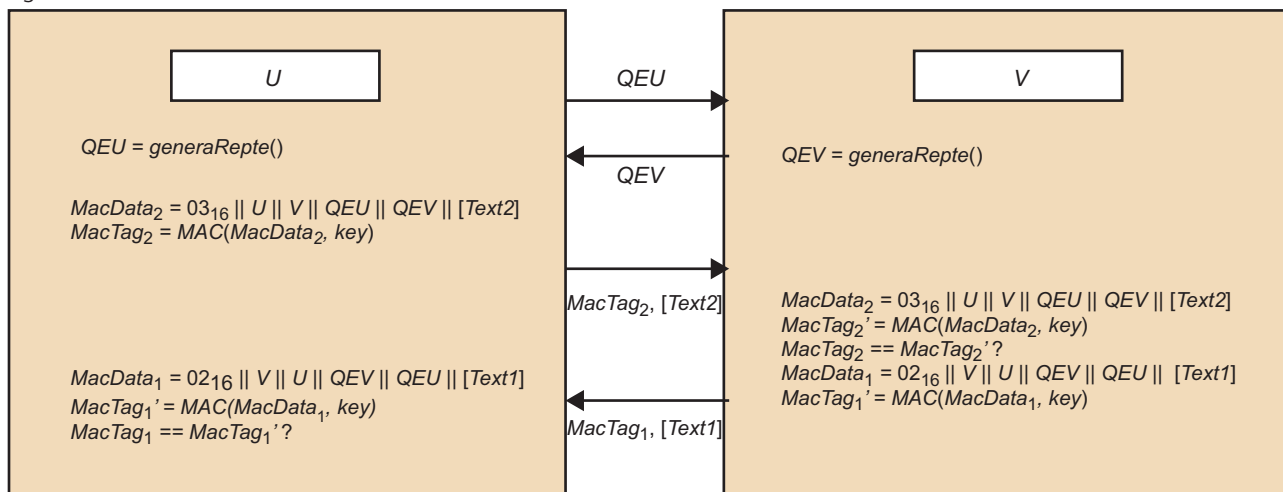 U
QEU
V
QEU = generaRepte()
QEV
QEV = generaRepte()
MacData2 = 0316 || U || V || QEU || QEV || [Text2]
MacTag2 = MAC(MacData2, key)
MacTag2, [Text2]
MacData2 = 0316 || U || V || QEU || QEV || [Text2]
MacTag2’ = MAC(MacData2, key)
MacTag2 == MacTag2’?
MacData1 = 0216 || V || U || QEV || QEU || [Text1]
MacTag1’ = MAC(MacData1, key)
MacData1 = 0216 || V || U || QEV || QEU || [Text1]
MacTag1’ = MAC(MacData1, key)
MacTag1 == MacTag1’?
MacTag1, [Text1]